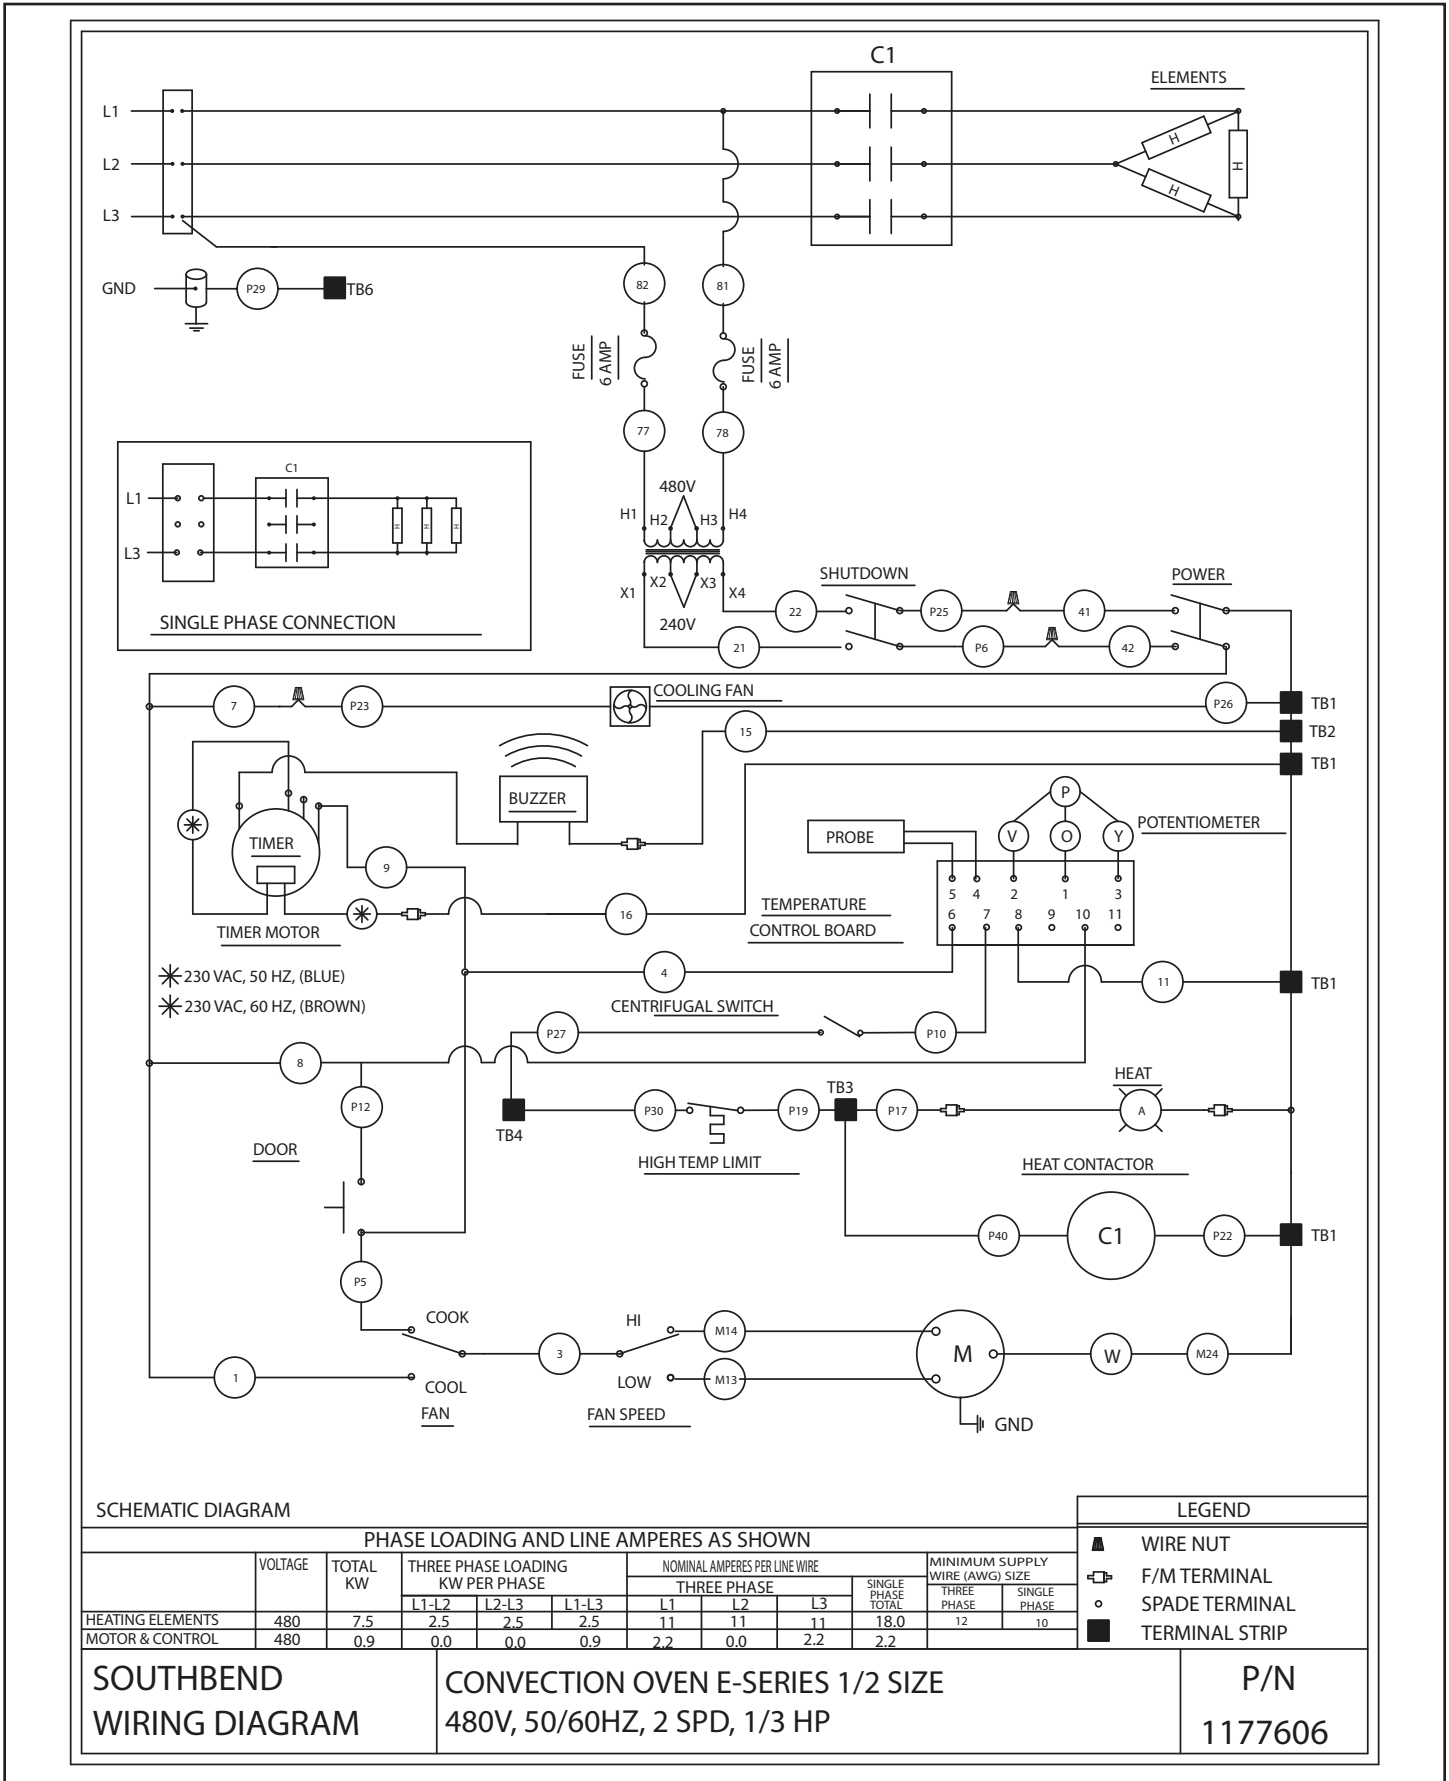 C1
ELEMENTS
L1
L2
L3
H
H
H
GND
P29
TB6
82
81
FUSE
6 AMP
FUSE
6 AMP
77
78
C1
L1
L3
H
H
H
SINGLE PHASE CONNECTION
480V
H1
H2
H3
H4
X1
X2
X3
X4
240V
SHUTDOWN
POWER
22
P25
41
21
P6
42
7
P23
COOLING FAN
P26
TB1
15
TB2
TB1
BUZZER
TIMER
9
PROBE
P
V
O
Y
POTENTIOMETER
5 4 2 1 3
6 7 8 9 10 11
TEMPERATURE
CONTROL BOARD
16
TIMER MOTOR
230 VAC, 50 HZ, (BLUE)
230 VAC, 60 HZ, (BROWN)
4
11
TB1
CENTRIFUGAL SWITCH
P27
P10
8
P12
DOOR
TB4
P30
P19
TB3
P17
HEAT
A
HIGH TEMP LIMIT
HEAT CONTACTOR
P40
C1
P22
TB1
P5
COOK
COOL
FAN
1
3
HI
LOW
FAN SPEED
M14
M13
M
W
M24
GND
SCHEMATIC DIAGRAM
LEGEND
WIRE NUT
F/M TERMINAL
SPADE TERMINAL
TERMINAL STRIP
PHASE LOADING AND LINE AMPERES AS SHOWN
VOLTAGE
TOTAL
KW
THREE PHASE LOADING
KW PER PHASE
L1-L2 L2-L3 L1-L3
NOMINAL AMPERES PER LINE WIRE
THREE PHASE
L1 L2 L3
SINGLE
PHASE
TOTAL
MINIMUM SUPPLY
WIRE (AWG) SIZE
THREE
PHASE
SINGLE
PHASE
HEATING ELEMENTS 480 7.5 2.5 2.5 2.5 11 11 11 18.0 12 10
MOTOR & CONTROL 480 0.9 0.0 0.0 0.9 2.2 0.0 2.2 2.2
SOUTHBEND
WIRING DIAGRAM
CONVECTION OVEN E-SERIES 1/2 SIZE
480V, 50/60HZ, 2 SPD, 1/3 HP
P/N
1177606